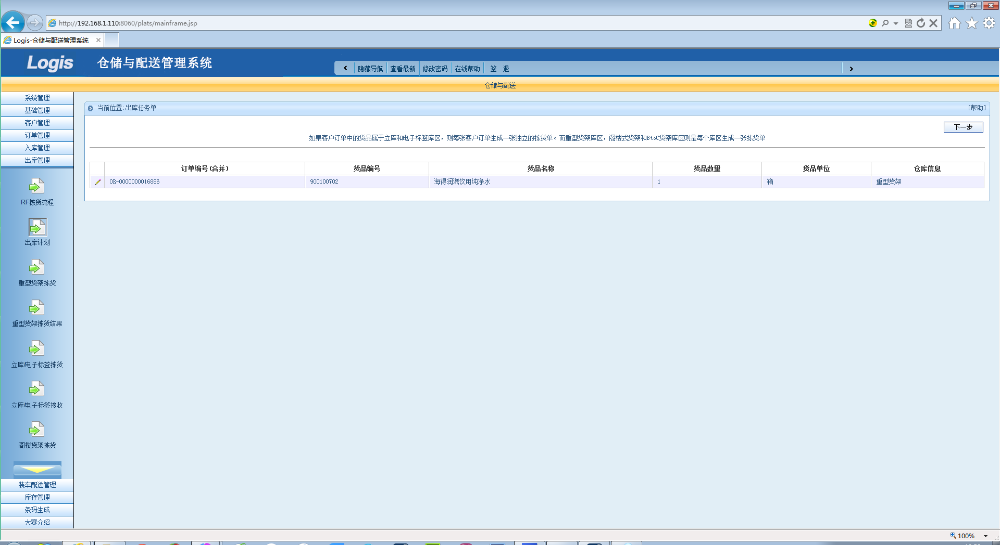 http://192.168.1.110:8060/plats/mainframe.jsp
Logis-仓储与配送管理系统
Logis 仓储与配送管理系统
隐藏导航 查看最新 修改密码 在线帮助 签 退
仓储与配送
系统管理
基础管理
客户管理
订单管理
入库管理
出库管理
RF拣货流程
出库计划
重型货架拣货
重型货架拣货结果
立库/电子标签拣货
立库/电子标签接收
阁楼货架拣货
装车配送管理
库存管理
条码生成
大赛介绍
当前位置:出库任务单 [帮助]
下一步
如果客户订单中的货品属于立库和电子标签库区，则每张客户订单生成一张独立的拣货单。而重型货架库区，阁楼式货架和BtoC货架库区则是每个库区生成一张拣货单
订单编号(合并) 货品编号 货品名称 货品数量 货品单位 仓库信息
OR-0000000016886 900100702 海得润滋饮用纯净水 1 箱 重型货架
100%